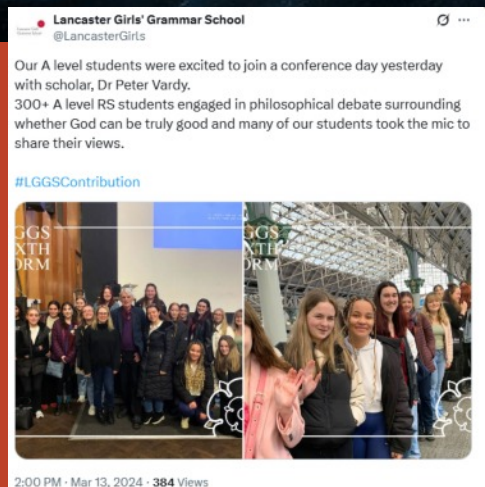 Lancaster Girls' Grammar School
@LancasterGirls
Our A level students were excited to join a conference day yesterday
with scholar, Dr Peter Vardy.
300+ A level RS students engaged in philosophical debate surrounding
whether God can be truly good and many of our students took the mic to
share their views.
#LGGSContribution
GGS
XTH
ORM
GGS
XTH
ORM
2:00 PM · Mar 13, 2024 · 384 Views